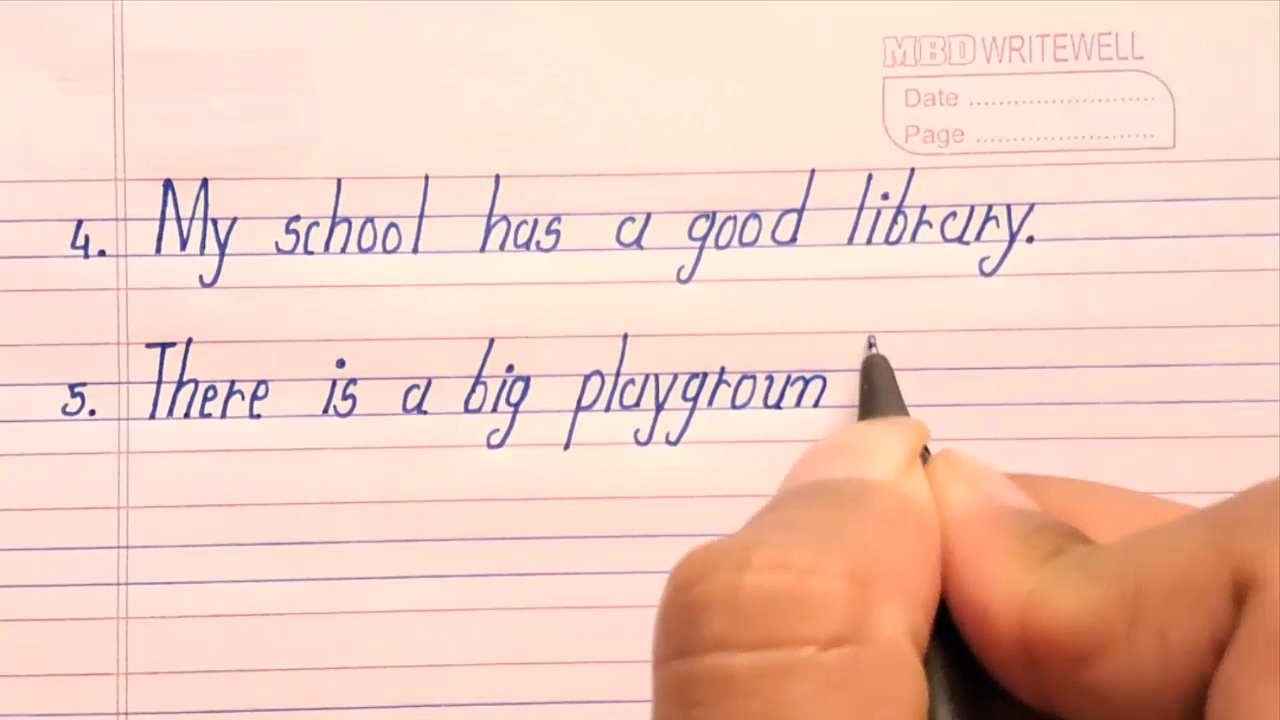 MBD WRITEWELL
Date ..........................
Page .........................
4. My school has a good library.
5. There is a big playgroun